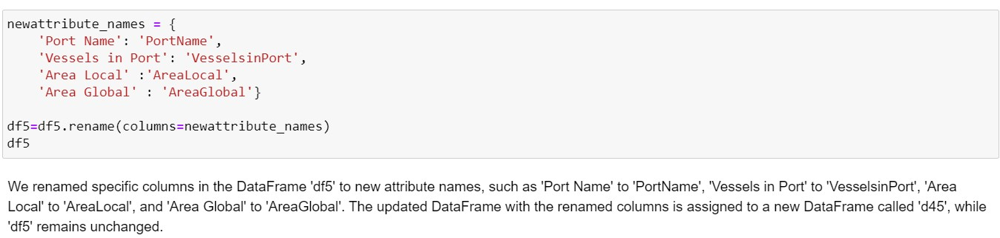 newattribute_names = {
    'Port Name': 'PortName',
    'Vessels in Port': 'VesselsinPort',
    'Area Local' :'AreaLocal',
    'Area Global' : 'AreaGlobal'}
df5=df5.rename(columns=newattribute_names)
df5
We renamed specific columns in the DataFrame 'df5' to new attribute names, such as 'Port Name' to 'PortName', 'Vessels in Port' to 'VesselsinPort', 'Area
Local' to 'AreaLocal', and 'Area Global' to 'AreaGlobal'. The updated DataFrame with the renamed columns is assigned to a new DataFrame called 'd45', while
'df5' remains unchanged.